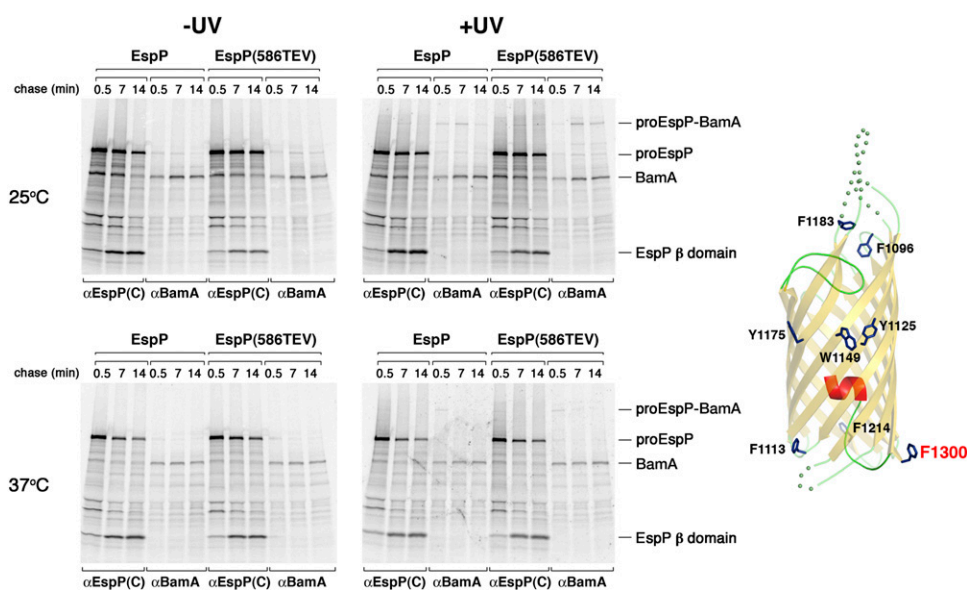 -UV +UV
EspP EspP(586TEV) EspP EspP(586TEV)
chase (min) 0.5 7 14 0.5 7 14 0.5 7 14 0.5 7 14 0.5 7 14 0.5 7 14 0.5 7 14 0.5 7 14
proEspP-BamA
proEspP
BamA
25°C
EspP β domain
αEspP(C) αBamA αEspP(C) αBamA αEspP(C) αBamA αEspP(C) αBamA
EspP EspP(586TEV) EspP EspP(586TEV)
chase (min) 0.5 7 14 0.5 7 14 0.5 7 14 0.5 7 14 0.5 7 14 0.5 7 14 0.5 7 14 0.5 7 14
proEspP-BamA
proEspP
BamA
37°C
EspP β domain
αEspP(C) αBamA αEspP(C) αBamA αEspP(C) αBamA αEspP(C) αBamA
F1183
F1096
Y1175 Y1125
W1149
F1214
F1113 F1300